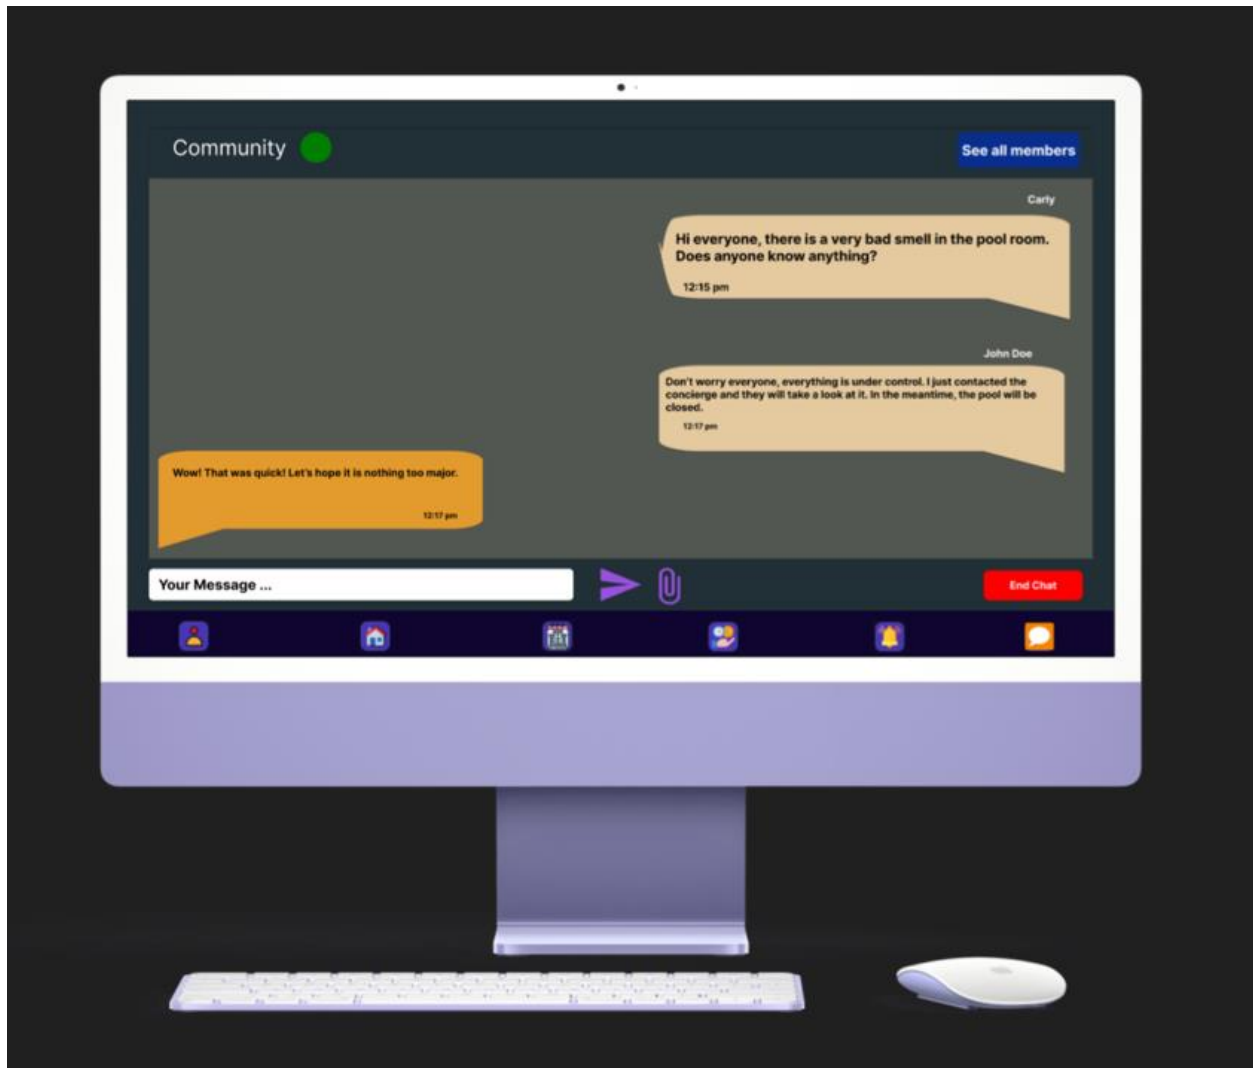 Community
See all members
Carly
Hi everyone, there is a very bad smell in the pool room.
Does anyone know anything?
12:15 pm
John Doe
Don't worry everyone, everything is under control. I just contacted the
concierge and they will take a look at it. In the meantime, the pool will be
closed.
12:17 pm
Wow! That was quick! Let's hope it is nothing too major.
12:17 pm
Your Message ...
End Chat